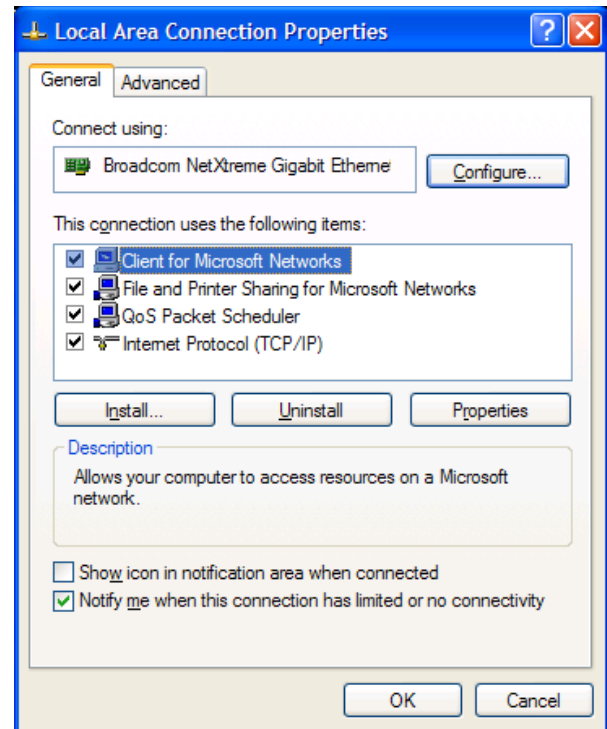 Local Area Connection Properties
General
Advanced
Connect using:
Broadcom NetXtreme Gigabit Etherne
Configure...
This connection uses the following items:
Client for Microsoft Networks
File and Printer Sharing for Microsoft Networks
QoS Packet Scheduler
Internet Protocol (TCP/IP)
Install...
Uninstall
Properties
Description
Allows your computer to access resources on a Microsoft
network.
Show icon in notification area when connected
Notify me when this connection has limited or no connectivity
OK
Cancel